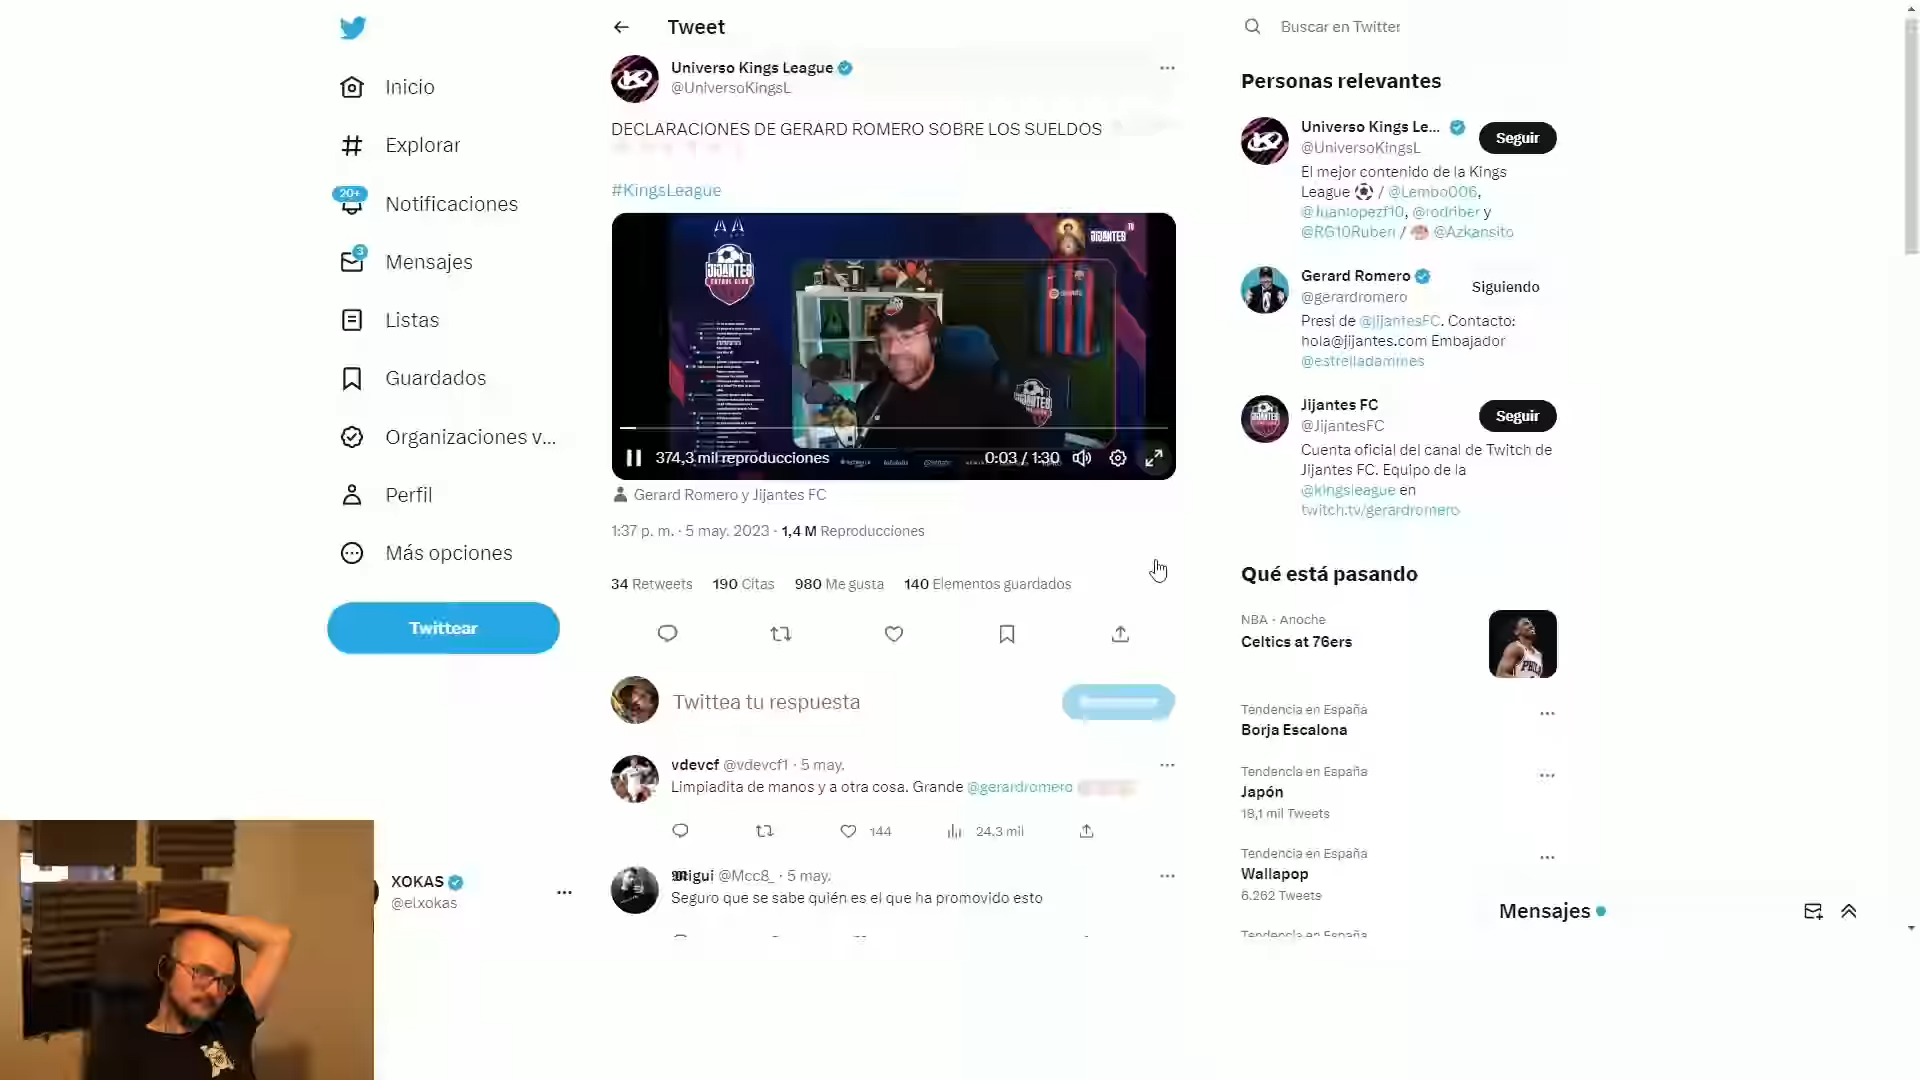 Tweet
Buscar en Twitter
Universo Kings League
@UniversoKingsL
DECLARACIONES DE GERARD ROMERO SOBRE LOS SUELDOS
#KingsLeague
JIJANTES
FUTBOL CLUB
JIJANTES
374,3 mil reproducciones
0:03 / 1:30
Gerard Romero y Jijantes FC
1:37 p. m. · 5 may. 2023 · 1,4 M Reproducciones
34 Retweets 190 Citas 980 Me gusta 140 Elementos guardados
Twittea tu respuesta
vdevcf @vdevcf1 · 5 may.
Limpiadita de manos y a otra cosa. Grande @gerardromero
144
24,3 mil
@Mcc8_ · 5 may.
Seguro que se sabe quién es el que ha promovido esto
Inicio
Explorar
20+
Notificaciones
3
Mensajes
Listas
Guardados
Organizaciones v...
Perfil
Más opciones
Twittear
XOKAS
@elxokas
Personas relevantes
Universo Kings Le...
@UniversoKingsL
Seguir
El mejor contenido de la Kings
League ⚽ / @Lembo006,
@Juanlopezf10, @rodriber y
@RG10Ruben / @Azkansito
Gerard Romero
@gerardromero
Siguiendo
Presi de @jijantesFC. Contacto:
hola@jijantes.com Embajador
@estrelladammes
Jijantes FC
@JijantesFC
Seguir
Cuenta oficial del canal de Twitch de
Jijantes FC. Equipo de la
@kingsleague en
twitch.tv/gerardromero
Qué está pasando
NBA · Anoche
Celtics at 76ers
Tendencia en España
Borja Escalona
Tendencia en España
Japón
18,1 mil Tweets
Tendencia en España
Wallapop
6.262 Tweets
Tendencia en España
Mensajes